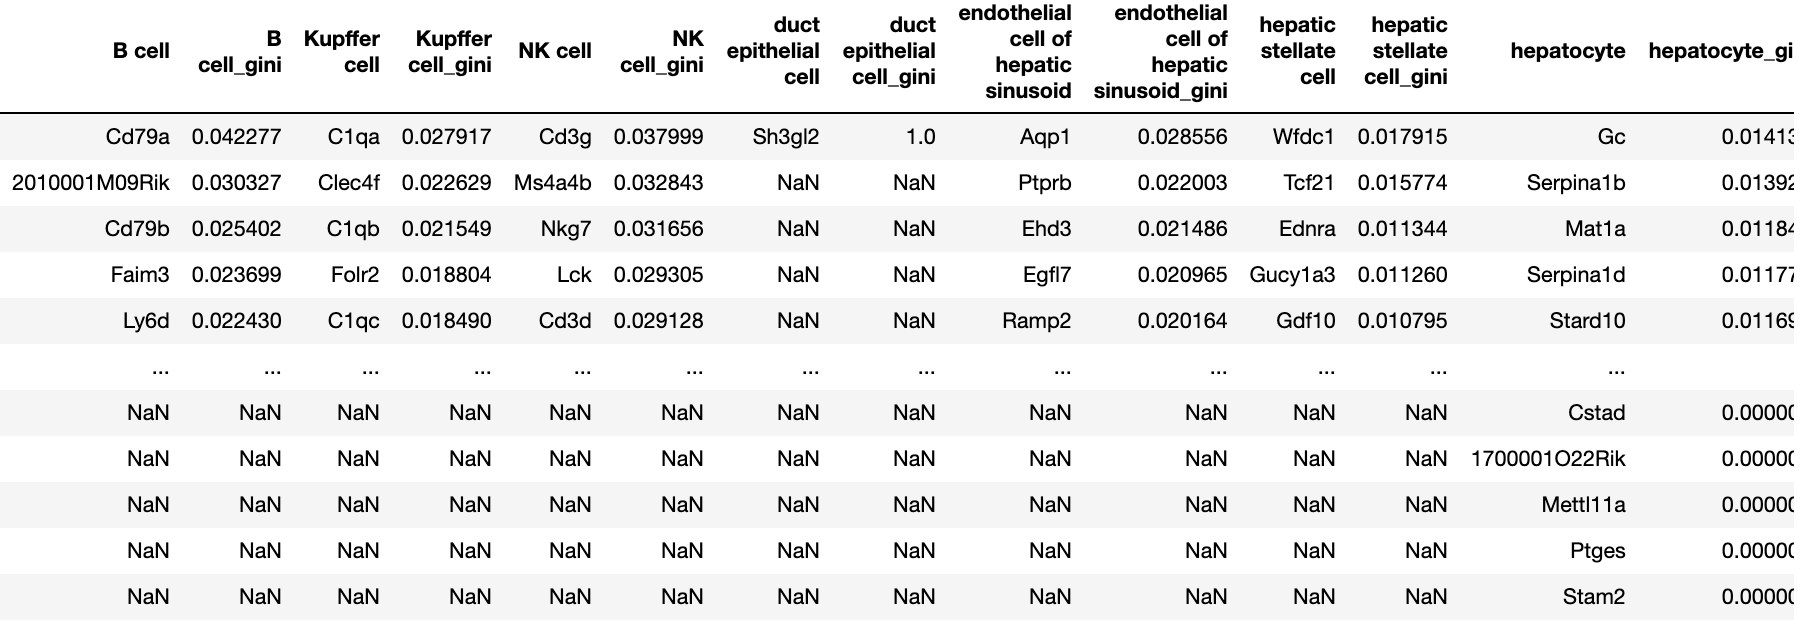 B cell B cell_gini Kupffer cell Kupffer cell_gini NK cell NK cell_gini duct epithelial cell duct epithelial cell_gini endothelial cell of hepatic sinusoid endothelial cell of hepatic sinusoid_gini hepatic stellate cell hepatic stellate cell_gini hepatocyte hepatocyte_gi
Cd79a 0.042277 C1qa 0.027917 Cd3g 0.037999 Sh3gl2 1.0 Aqp1 0.028556 Wfdc1 0.017915 Gc 0.01413
2010001M09Rik 0.030327 Clec4f 0.022629 Ms4a4b 0.032843 NaN NaN Ptprb 0.022003 Tcf21 0.015774 Serpina1b 0.01392
Cd79b 0.025402 C1qb 0.021549 Nkg7 0.031656 NaN NaN Ehd3 0.021486 Ednra 0.011344 Mat1a 0.01184
Faim3 0.023699 Folr2 0.018804 Lck 0.029305 NaN NaN Egfl7 0.020965 Gucy1a3 0.011260 Serpina1d 0.01177
Ly6d 0.022430 C1qc 0.018490 Cd3d 0.029128 NaN NaN Ramp2 0.020164 Gdf10 0.010795 Stard10 0.01169
... ... ... ... ... ... ... ... ... ... ... ... ...
NaN NaN NaN NaN NaN NaN NaN NaN NaN NaN NaN NaN Cstad 0.00000
NaN NaN NaN NaN NaN NaN NaN NaN NaN NaN NaN NaN 1700001O22Rik 0.00000
NaN NaN NaN NaN NaN NaN NaN NaN NaN NaN NaN NaN Mettl11a 0.00000
NaN NaN NaN NaN NaN NaN NaN NaN NaN NaN NaN NaN Ptges 0.00000
NaN NaN NaN NaN NaN NaN NaN NaN NaN NaN NaN NaN Stam2 0.00000